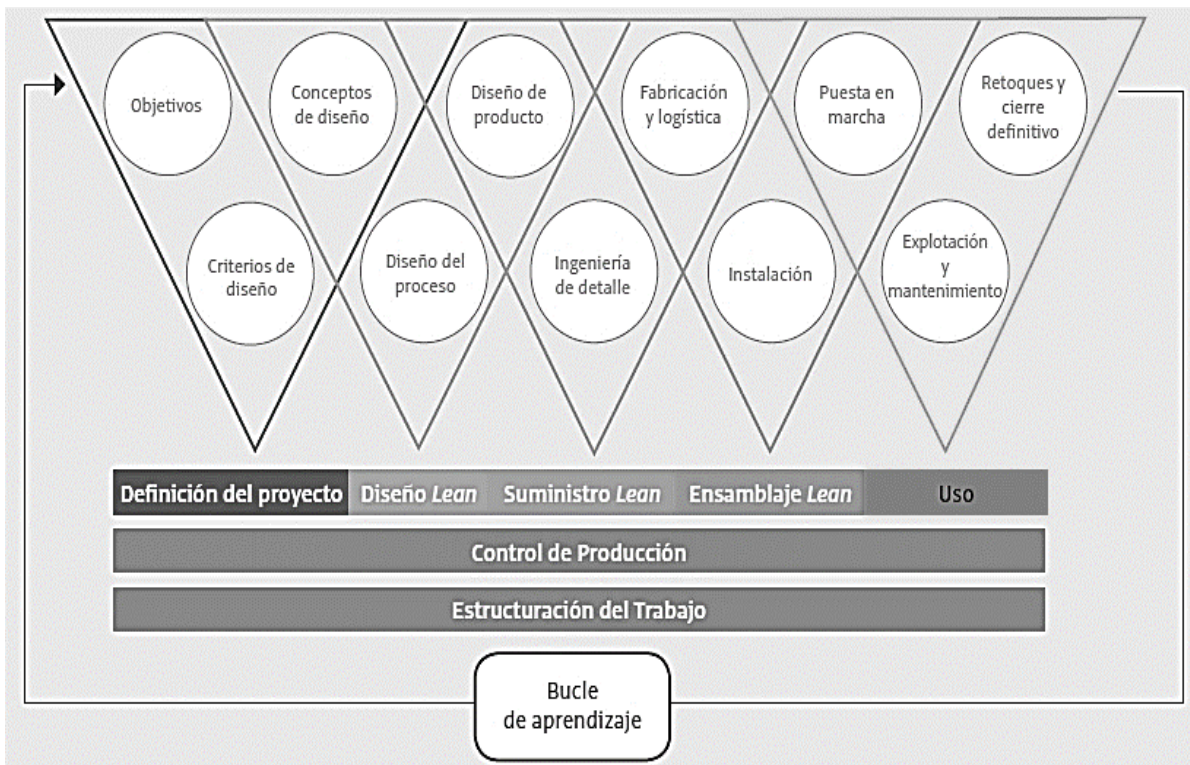 Objetivos
Conceptos
de diseño
Diseño de
producto
Fabricación
y logística
Puesta en
marcha
Retoques y
cierre
definitivo
Criterios de
diseño
Diseño del
proceso
Ingeniería
de detalle
Instalación
Explotación
y
mantenimiento
Definición del proyecto
Diseño Lean
Suministro Lean
Ensamblaje Lean
Uso
Control de Producción
Estructuración del Trabajo
Bucle
de aprendizaje